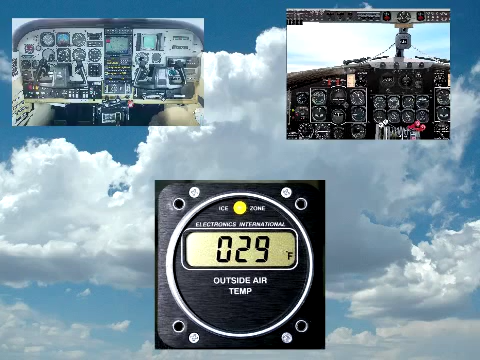 ICE ZONE
ELECTRONICS INTERNATIONAL
029 °F
OUTSIDE AIR
TEMP